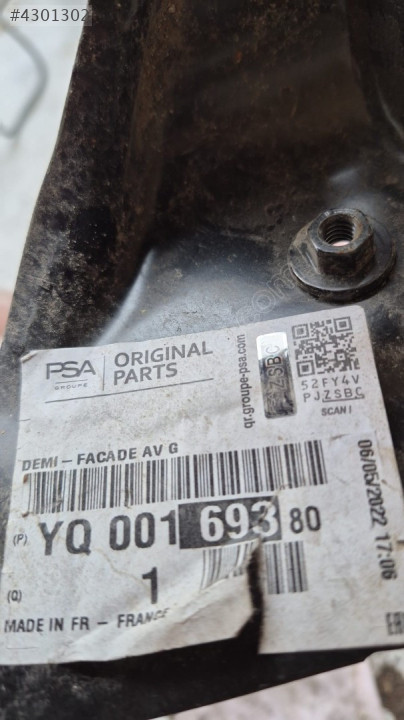 #4301302
PSA
GROUPE
ORIGINAL
PARTS
qr.groupe-psa.com
ZSBC
52FY4V
PJZSBC
SCAN!
DEMI - FACADE AV G
(P) YQ 001 693 80
(Q) 1
MADE IN FR - FRANCE
06/05/2022 17:06